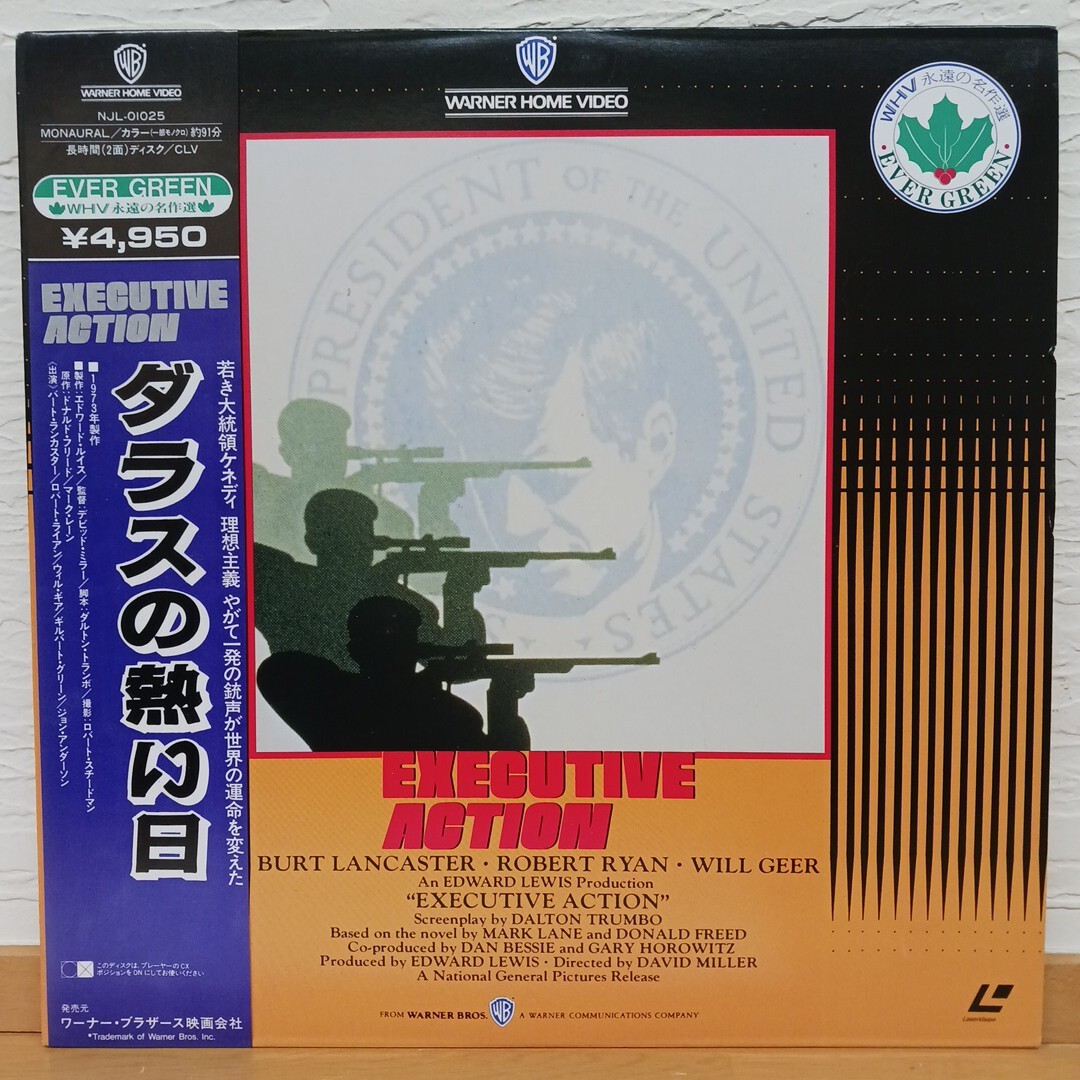 WB
WARNER HOME VIDEO
NJL-01025
MONAURAL/カラー(一部モノクロ)約91分
長時間(2面)ディスク/CLV
EVER GREEN
WHV永遠の名作選
¥4,950
EXECUTIVE
ACTION
若き大統領ケネディ 理想主義 やがて一発の銃声が世界の運命を変えた
ダラスの熱い日
■1973年製作
■製作:エドワード・ルイス/監督:デビッド・ミラー/脚本:ダルトン・トランボ/撮影:ロバート・スチードマン
原作:ドナルド・フリード/マーク・レーン
〈出演〉バート・ランカスター/ロバート・ライアン/ウィル・ギア/ギルバート・グリーン/ジョン・アンダーソン
このディスクは、プレーヤーのCX
ポジションをONにしてお使いください
発売元
ワーナー・ブラザース映画会社
*Trademark of Warner Bros. Inc.
WB
WARNER HOME VIDEO
WHV永遠の名作選
・EVER GREEN・
PRESIDENT OF THE UNITED STATES
EXECUTIVE
ACTION
BURT LANCASTER・ROBERT RYAN・WILL GEER
An EDWARD LEWIS Production
“EXECUTIVE ACTION”
Screenplay by DALTON TRUMBO
Based on the novel by MARK LANE and DONALD FREED
Co-produced by DAN BESSIE and GARY HOROWITZ
Produced by EDWARD LEWIS・Directed by DAVID MILLER
A National General Pictures Release
FROM WARNER BROS. WB A WARNER COMMUNICATIONS COMPANY
LaserVision